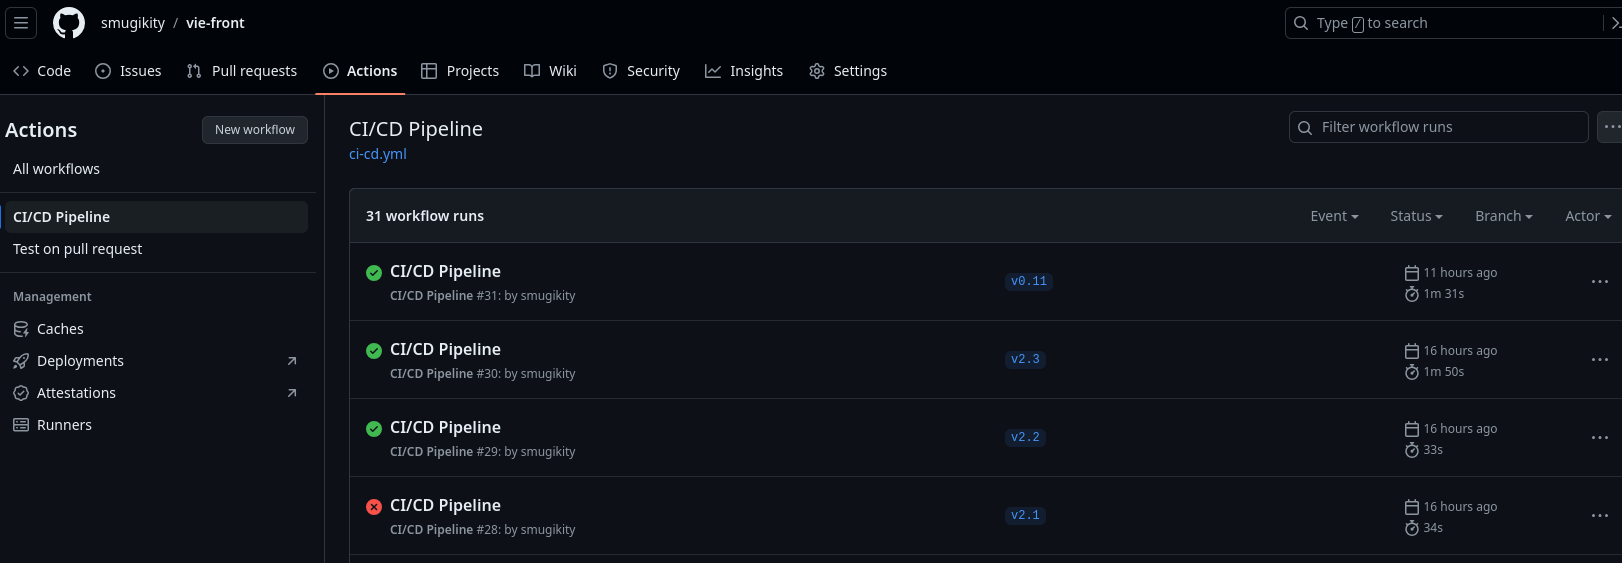 smugikity / vie-front
Type / to search
Code
Issues
Pull requests
Actions
Projects
Wiki
Security
Insights
Settings
Actions
New workflow
All workflows
CI/CD Pipeline
Test on pull request
Management
Caches
Deployments
Attestations
Runners
CI/CD Pipeline
ci-cd.yml
Filter workflow runs
31 workflow runs
Event
Status
Branch
Actor
CI/CD Pipeline
CI/CD Pipeline #31: by smugikity
v0.11
11 hours ago
1m 31s
CI/CD Pipeline
CI/CD Pipeline #30: by smugikity
v2.3
16 hours ago
1m 50s
CI/CD Pipeline
CI/CD Pipeline #29: by smugikity
v2.2
16 hours ago
33s
CI/CD Pipeline
CI/CD Pipeline #28: by smugikity
v2.1
16 hours ago
34s